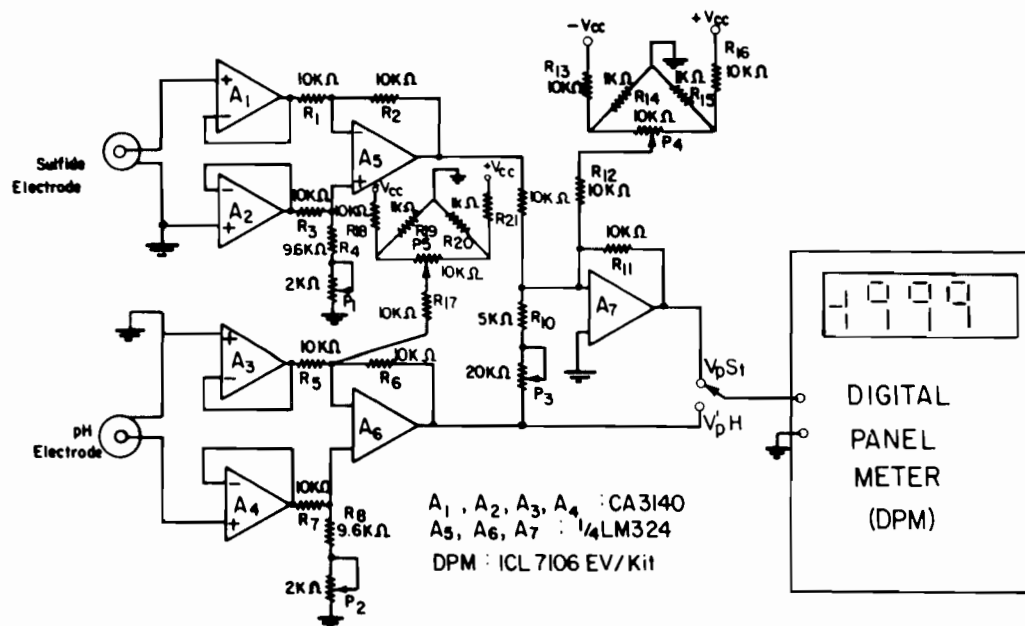 Sulfide
Electrode
A1
+
-
10KΩ
R1
10KΩ
R2
A2
-
+
10KΩ
R3
10KΩ
9.6KΩ
R4
2KΩ
P1
A5
-
+
-Vcc
R18
1KΩ
R19
P5
1KΩ
R20
10KΩ
+Vcc
R21
R17
10KΩ
10KΩ
-Vcc
R13
10KΩ
1KΩ
R14
1KΩ
R15
10KΩ
P4
+Vcc
R16
10KΩ
R12
10KΩ
10KΩ
R11
A7
5KΩ
R10
20KΩ
P3
pH
Electrode
A3
+
-
10KΩ
R5
10KΩ
R6
A6
A4
-
+
10KΩ
R7
R8
9.6KΩ
2KΩ
P2
VpSt
V'pH
A1 , A2 , A3, A4 : CA3140
A5, A6, A7 : 1/4LM324
DPM : ICL7106 EV/Kit
-1999
DIGITAL
PANEL
METER
(DPM)